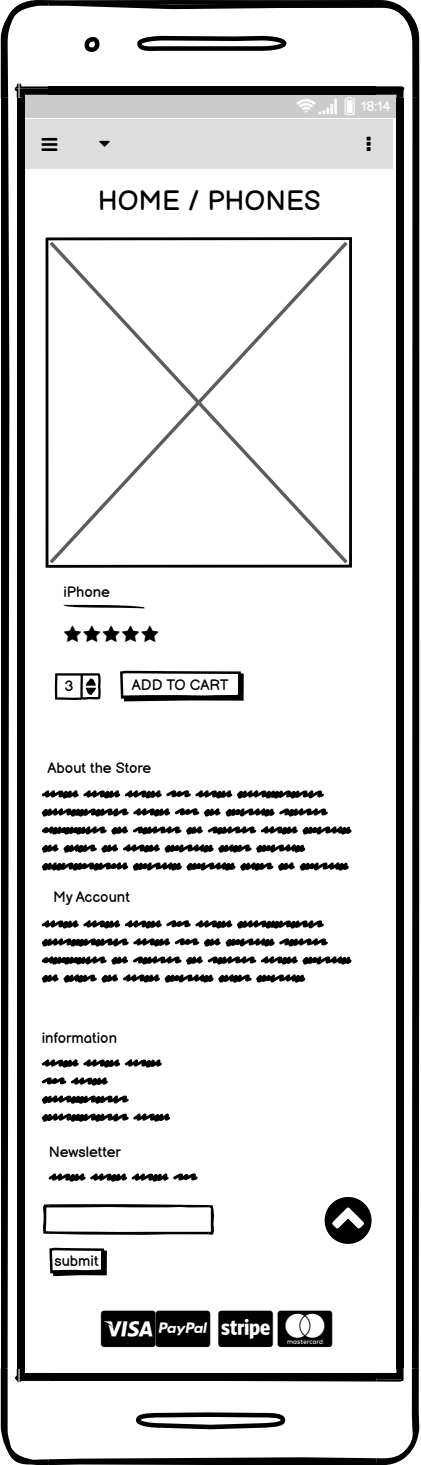 18:14
HOME / PHONES
iPhone
3
ADD TO CART
About the Store
My Account
information
Newsletter
submit
VISA PayPal stripe mastercard